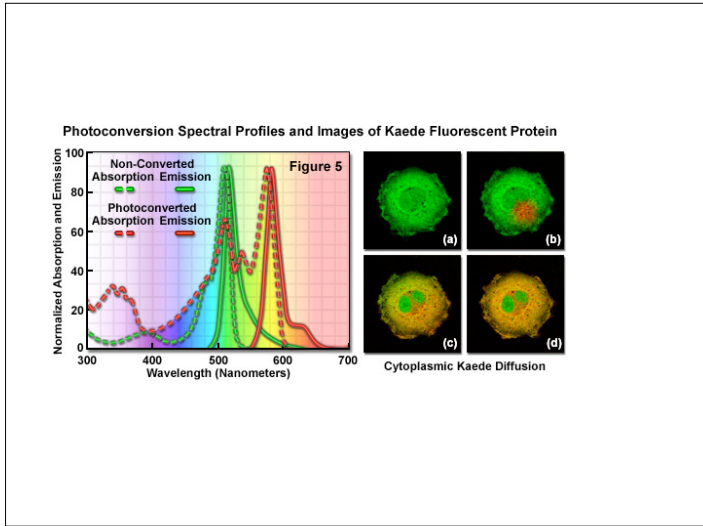 Photoconversion Spectral Profiles and Images of Kaede Fluorescent Protein
Normalized Absorption and Emission
100
80
60
40
20
0
Non-Converted
Absorption Emission
Photoconverted
Absorption Emission
Figure 5
300 400 500 600 700
Wavelength (Nanometers)
(a)
(b)
(c)
(d)
Cytoplasmic Kaede Diffusion